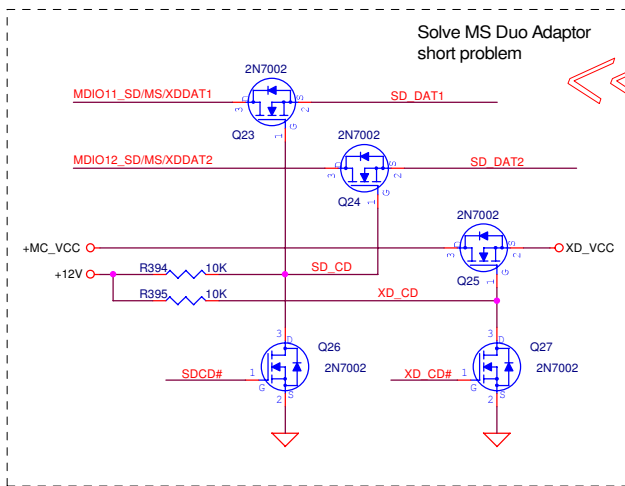 Solve MS Duo Adaptor
short problem
2N7002
MDIO11_SD/MS/XDDAT1
3 D S 2
SD_DAT1
G
1
Q23
2N7002
MDIO12_SD/MS/XDDAT2
3 D S 2
SD_DAT2
G
1
Q24
2N7002
+MC_VCC
3 D S 2
XD_VCC
G
1
Q25
+12V
R394 10K
SD_CD
R395 10K
XD_CD
3 D
Q26
2N7002
SDCD#
1
G
2 S
3 D
Q27
2N7002
XD_CD#
1
G
2 S